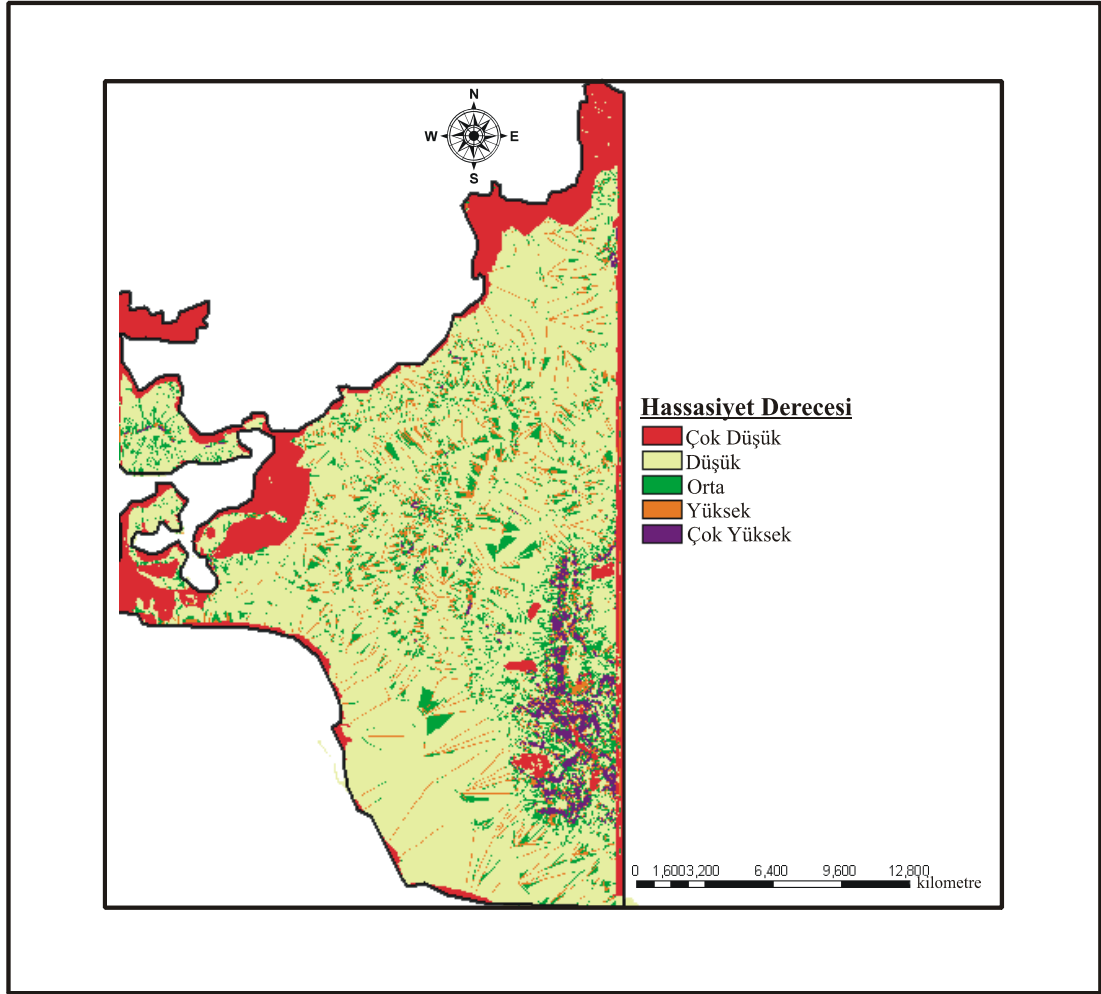 N
W E
S
Hassasiyet Derecesi
Çok Düşük
Düşük
Orta
Yüksek
Çok Yüksek
0 1,600 3,200 6,400 9,600 12,800
kilometre